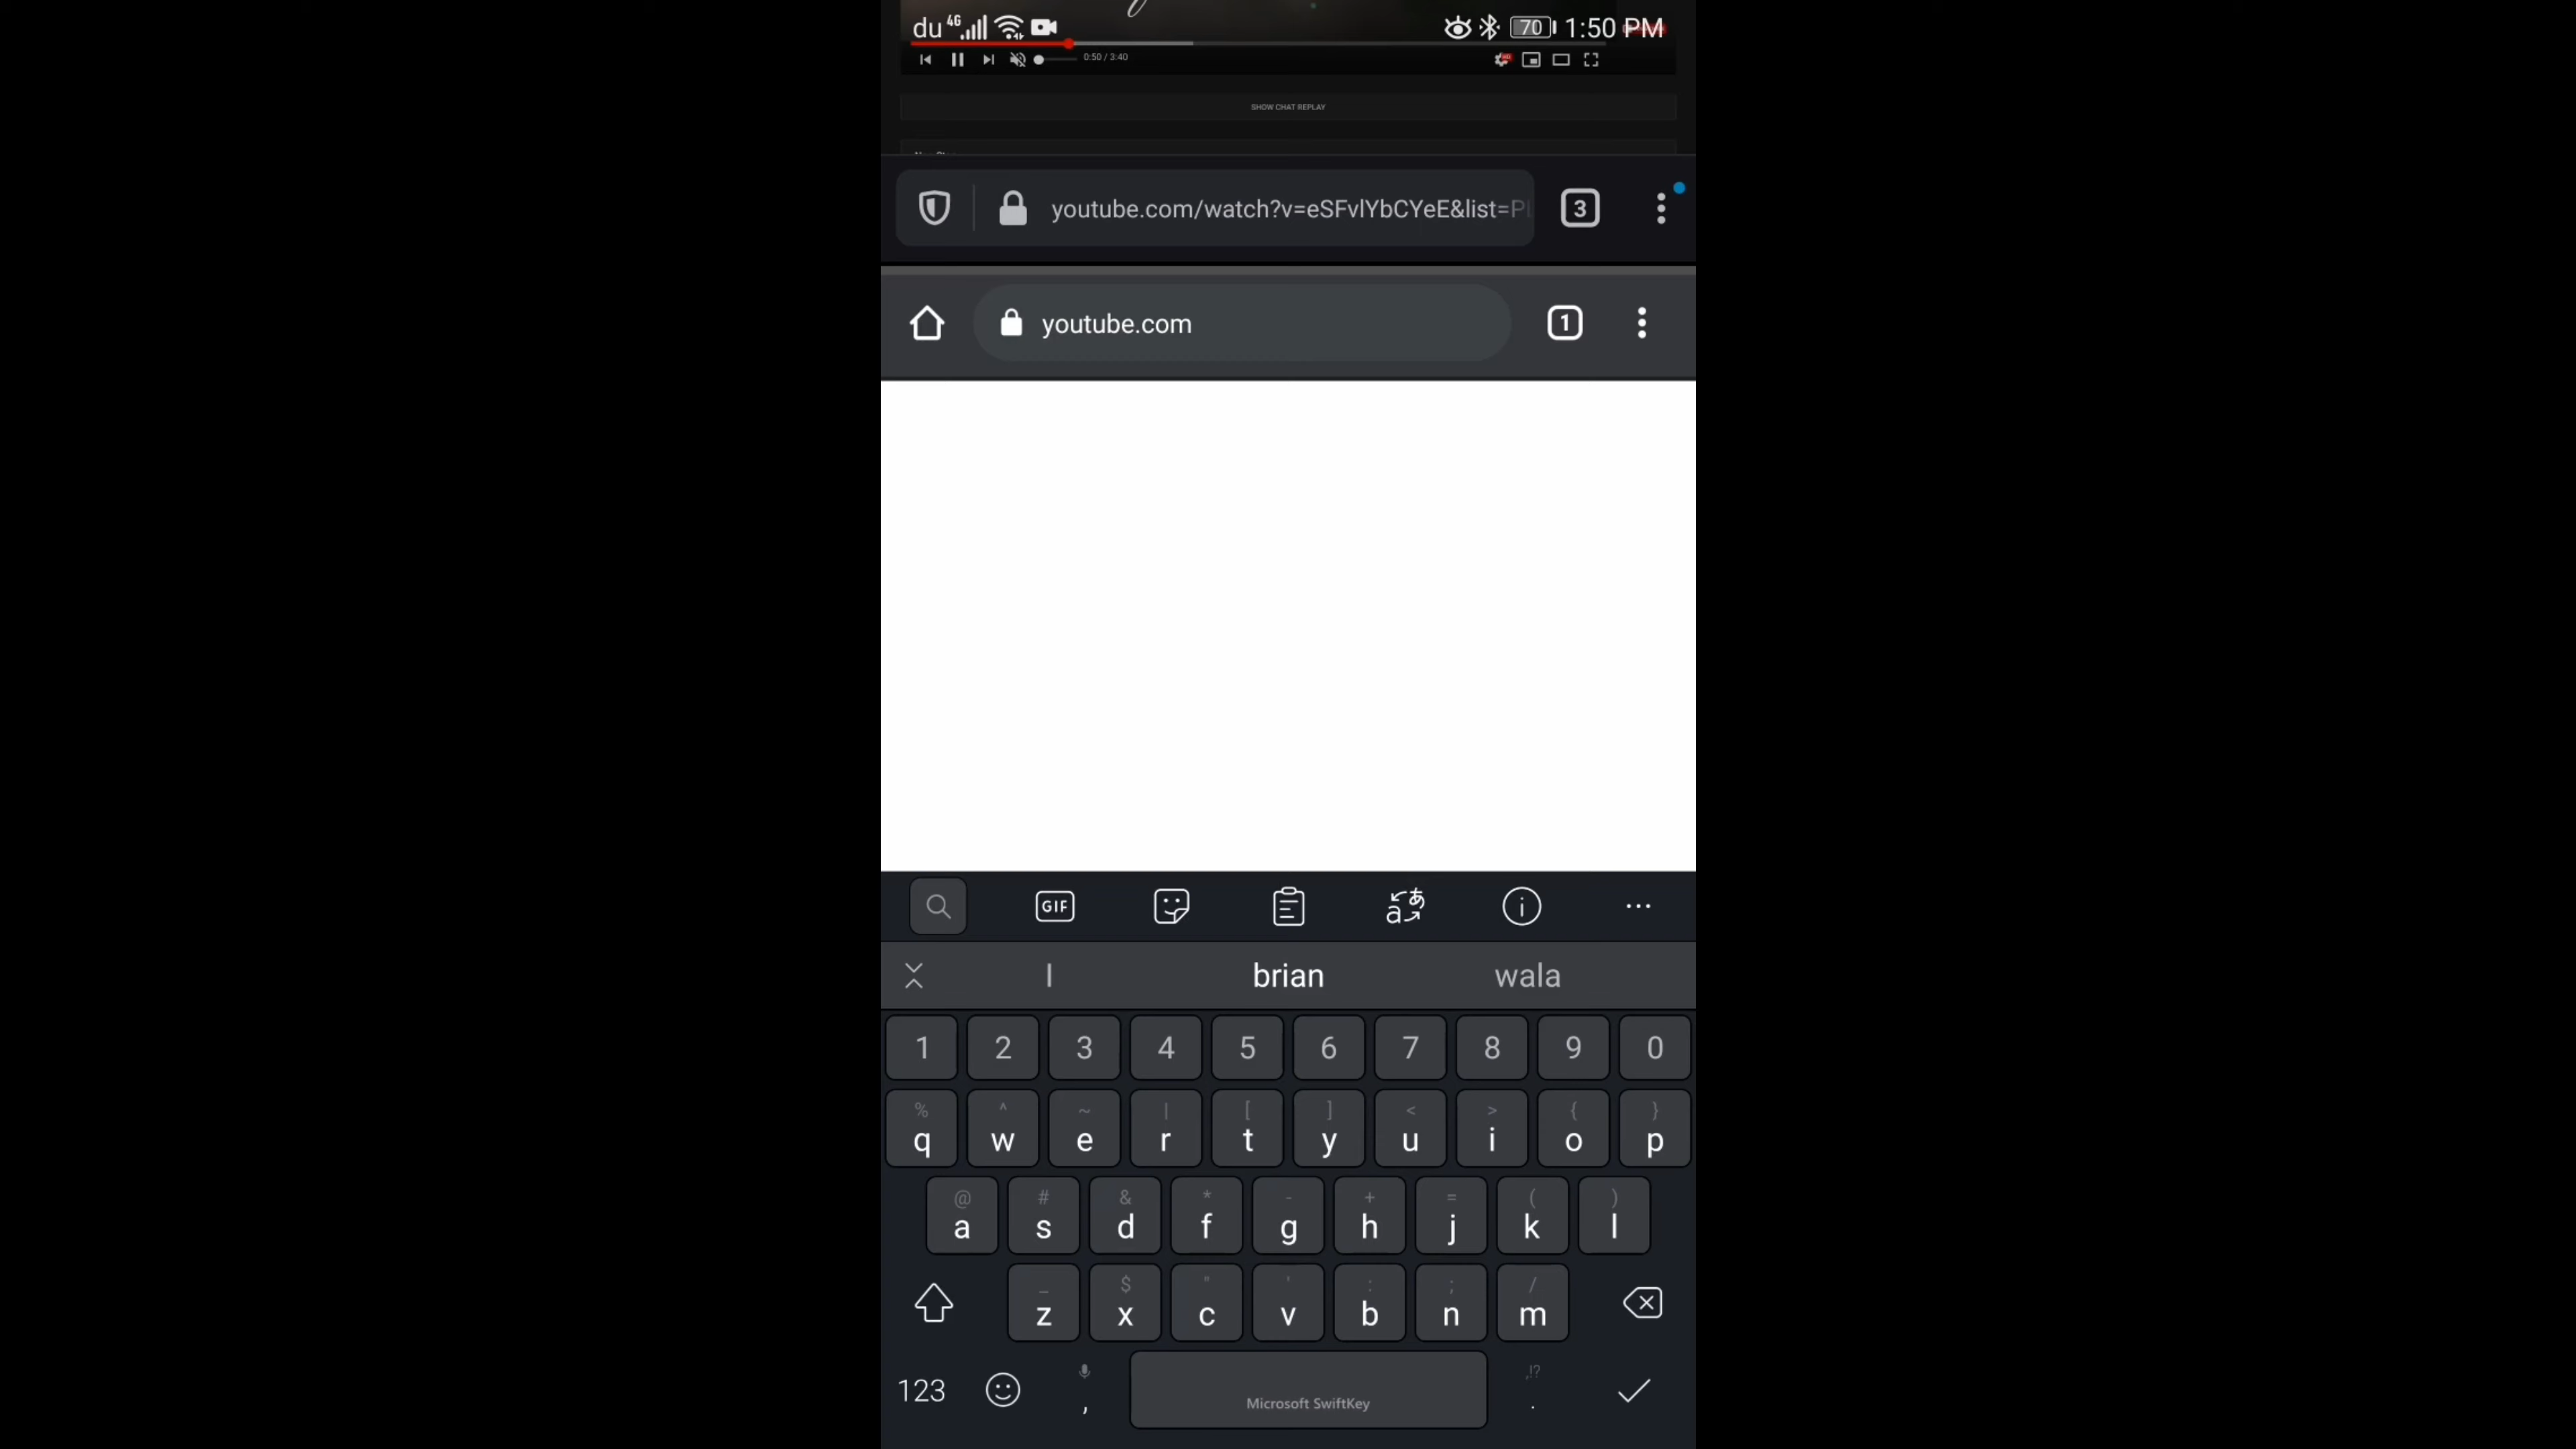 du 4G 70 1:50 PM
0:50 / 3:40
SHOW CHAT REPLAY
youtube.com/watch?v=eSFvlYbCYeE&list=P
3
youtube.com
1
GIF
I brian wala
1 2 3 4 5 6 7 8 9 0
% ^ ~ | [ ] < > { }
q w e r t y u i o p
@ # & * - + = ( )
a s d f g h j k l
_ $ " ' : ; /
z x c v b n m
,!?
123 , Microsoft SwiftKey .